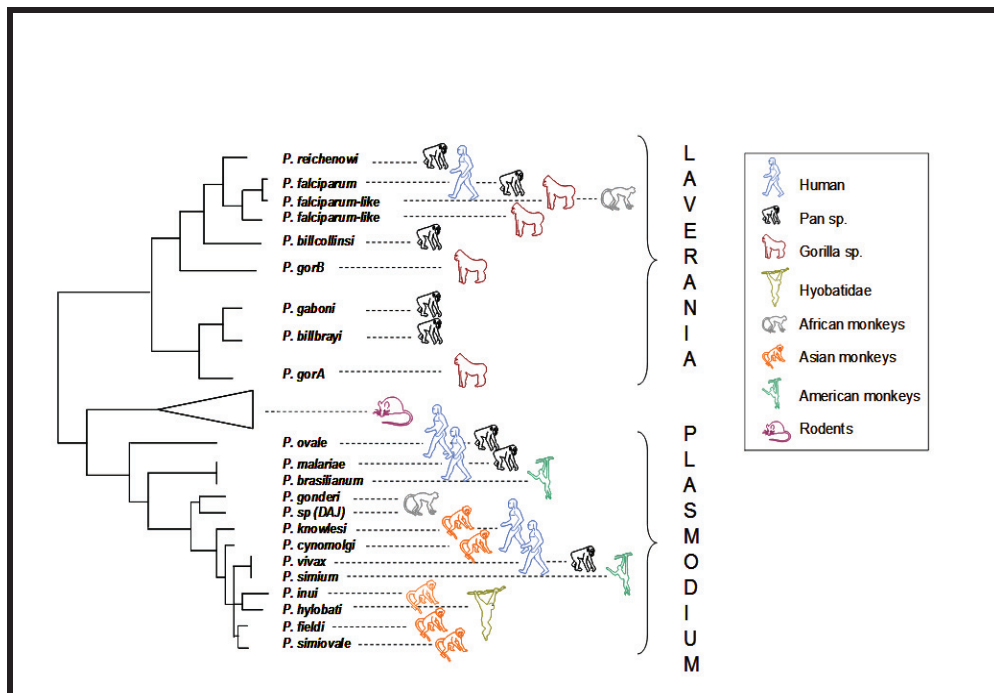 P. reichenowi
P. falciparum
P. falciparum-like
P. falciparum-like
P. billcollinsi
P. gorB
P. gaboni
P. billbrayi
P. gorA
P. ovale
P. malariae
P. brasilianum
P. gonderi
P. sp (DAJ)
P. knowlesi
P. cynomolgi
P. vivax
P. simium
P. inui
P. hylobati
P. fieldi
P. simiovale
LAVERANIA
PLASMODIUM
Human
Pan sp.
Gorilla sp.
Hyobatidae
African monkeys
Asian monkeys
American monkeys
Rodents